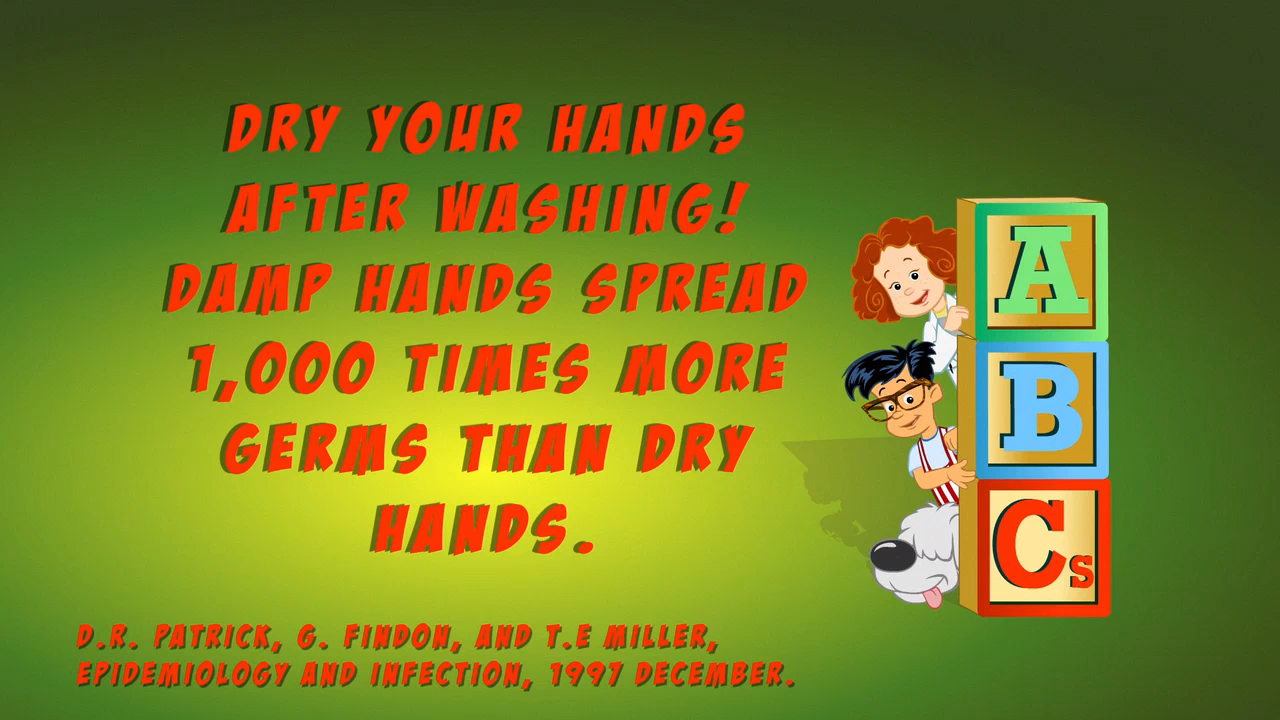 DRY YOUR HANDS
AFTER WASHING!
DAMP HANDS SPREAD
1,000 TIMES MORE
GERMS THAN DRY
HANDS.
D.R. PATRICK, G. FINDON, AND T.E MILLER,
EPIDEMIOLOGY AND INFECTION, 1997 DECEMBER.
A
B
Cs